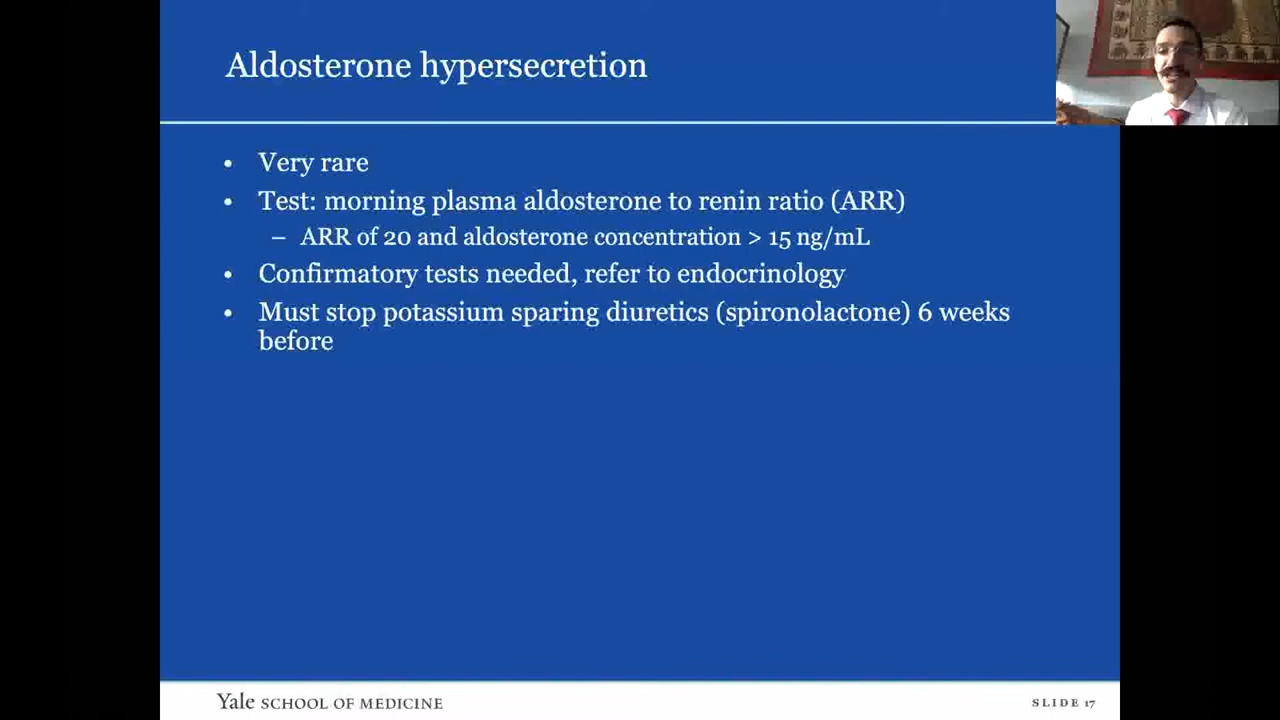 Aldosterone hypersecretion
• Very rare
• Test: morning plasma aldosterone to renin ratio (ARR)
– ARR of 20 and aldosterone concentration > 15 ng/mL
• Confirmatory tests needed, refer to endocrinology
• Must stop potassium sparing diuretics (spironolactone) 6 weeks
before
Yale SCHOOL OF MEDICINE
SLIDE 17